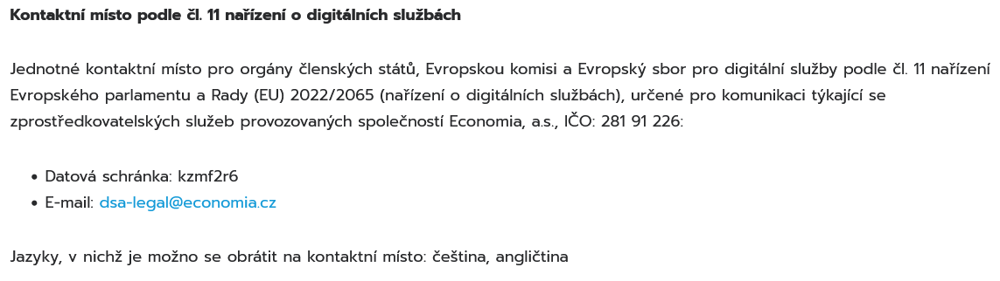 Kontaktní místo podle čl. 11 nařízení o digitálních službách
Jednotné kontaktní místo pro orgány členských států, Evropskou komisi a Evropský sbor pro digitální služby podle čl. 11 nařízení
Evropského parlamentu a Rady (EU) 2022/2065 (nařízení o digitálních službách), určené pro komunikaci týkající se
zprostředkovatelských služeb provozovaných společností Economia, a.s., IČO: 281 91 226:
• Datová schránka: kzmf2r6
• E-mail: dsa-legal@economia.cz
Jazyky, v nichž je možno se obrátit na kontaktní místo: čeština, angličtina